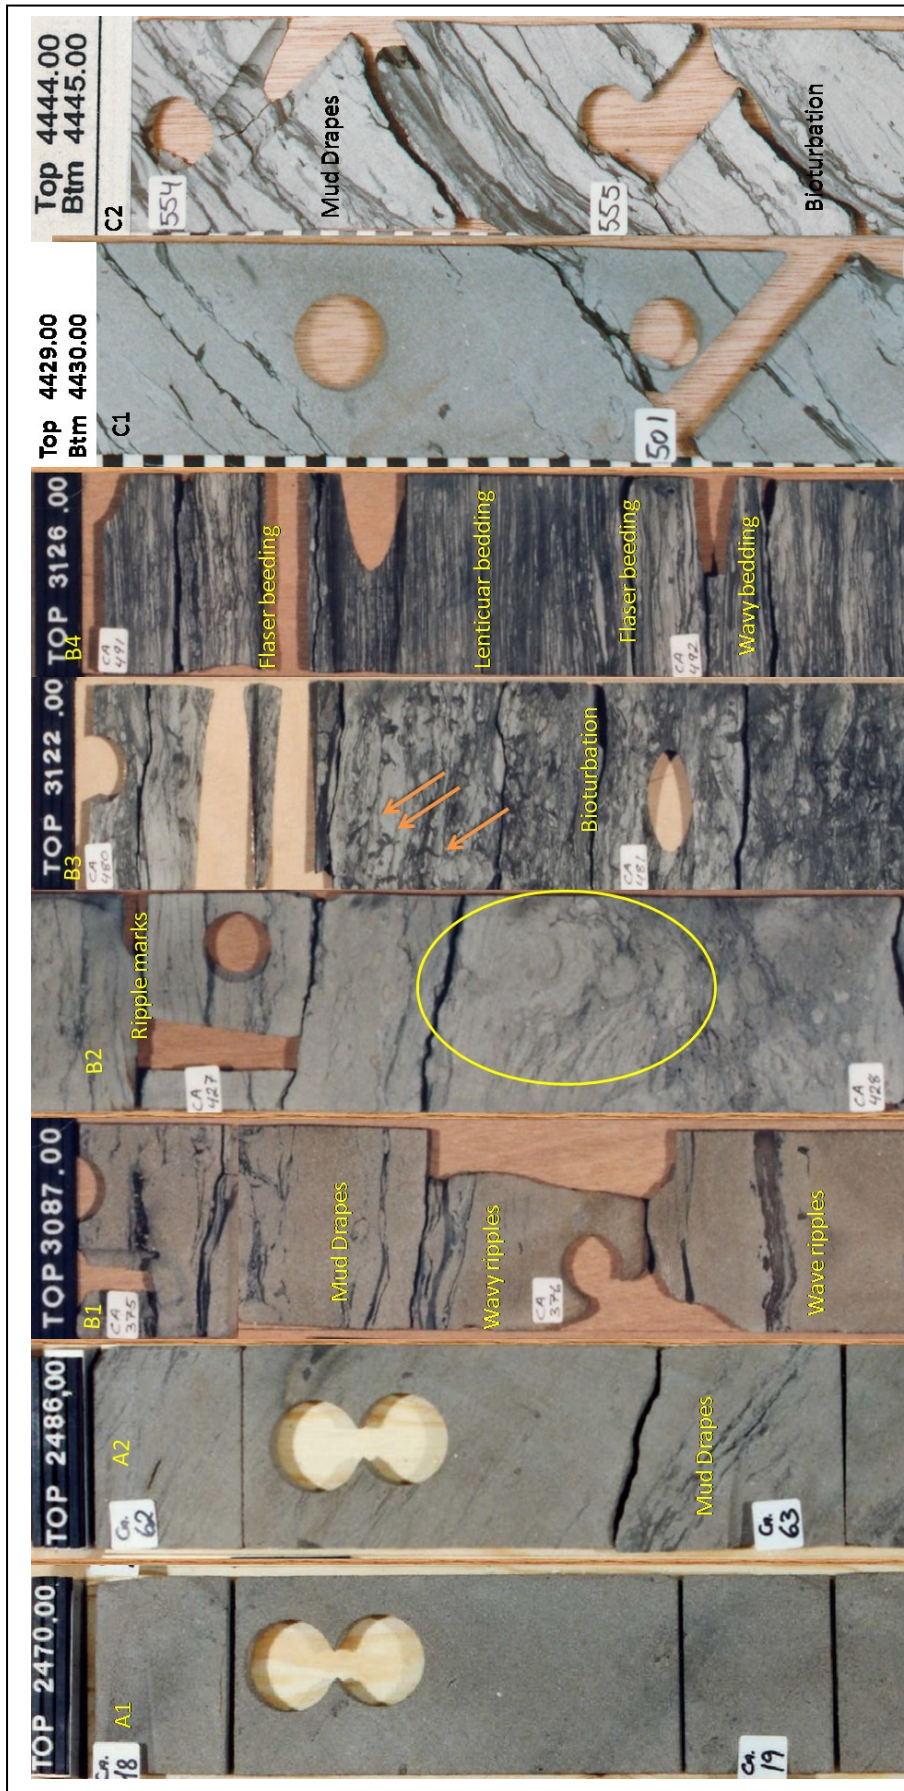 TOP 2470.00
A1
CA. 18
CA. 19
TOP 2486.00
A2
CA. 62
CA. 63
Mud Drapes
TOP 3087.00
B1
CA 375
Mud Drapes
Wavy ripples
CA 376
Wave ripples
B2
Ripple marks
CA 427
CA 428
TOP 3122.00
B3
CA 480
Bioturbation
CA 481
TOP 3126.00
B4
CA 491
Flaser beeding
Lenticuar bedding
Flaser beeding
CA 492
Wavy bedding
Top 4429.00
Btm 4430.00
C1
501
Top 4444.00
Btm 4445.00
C2
554
Mud Drapes
555
Bioturbation